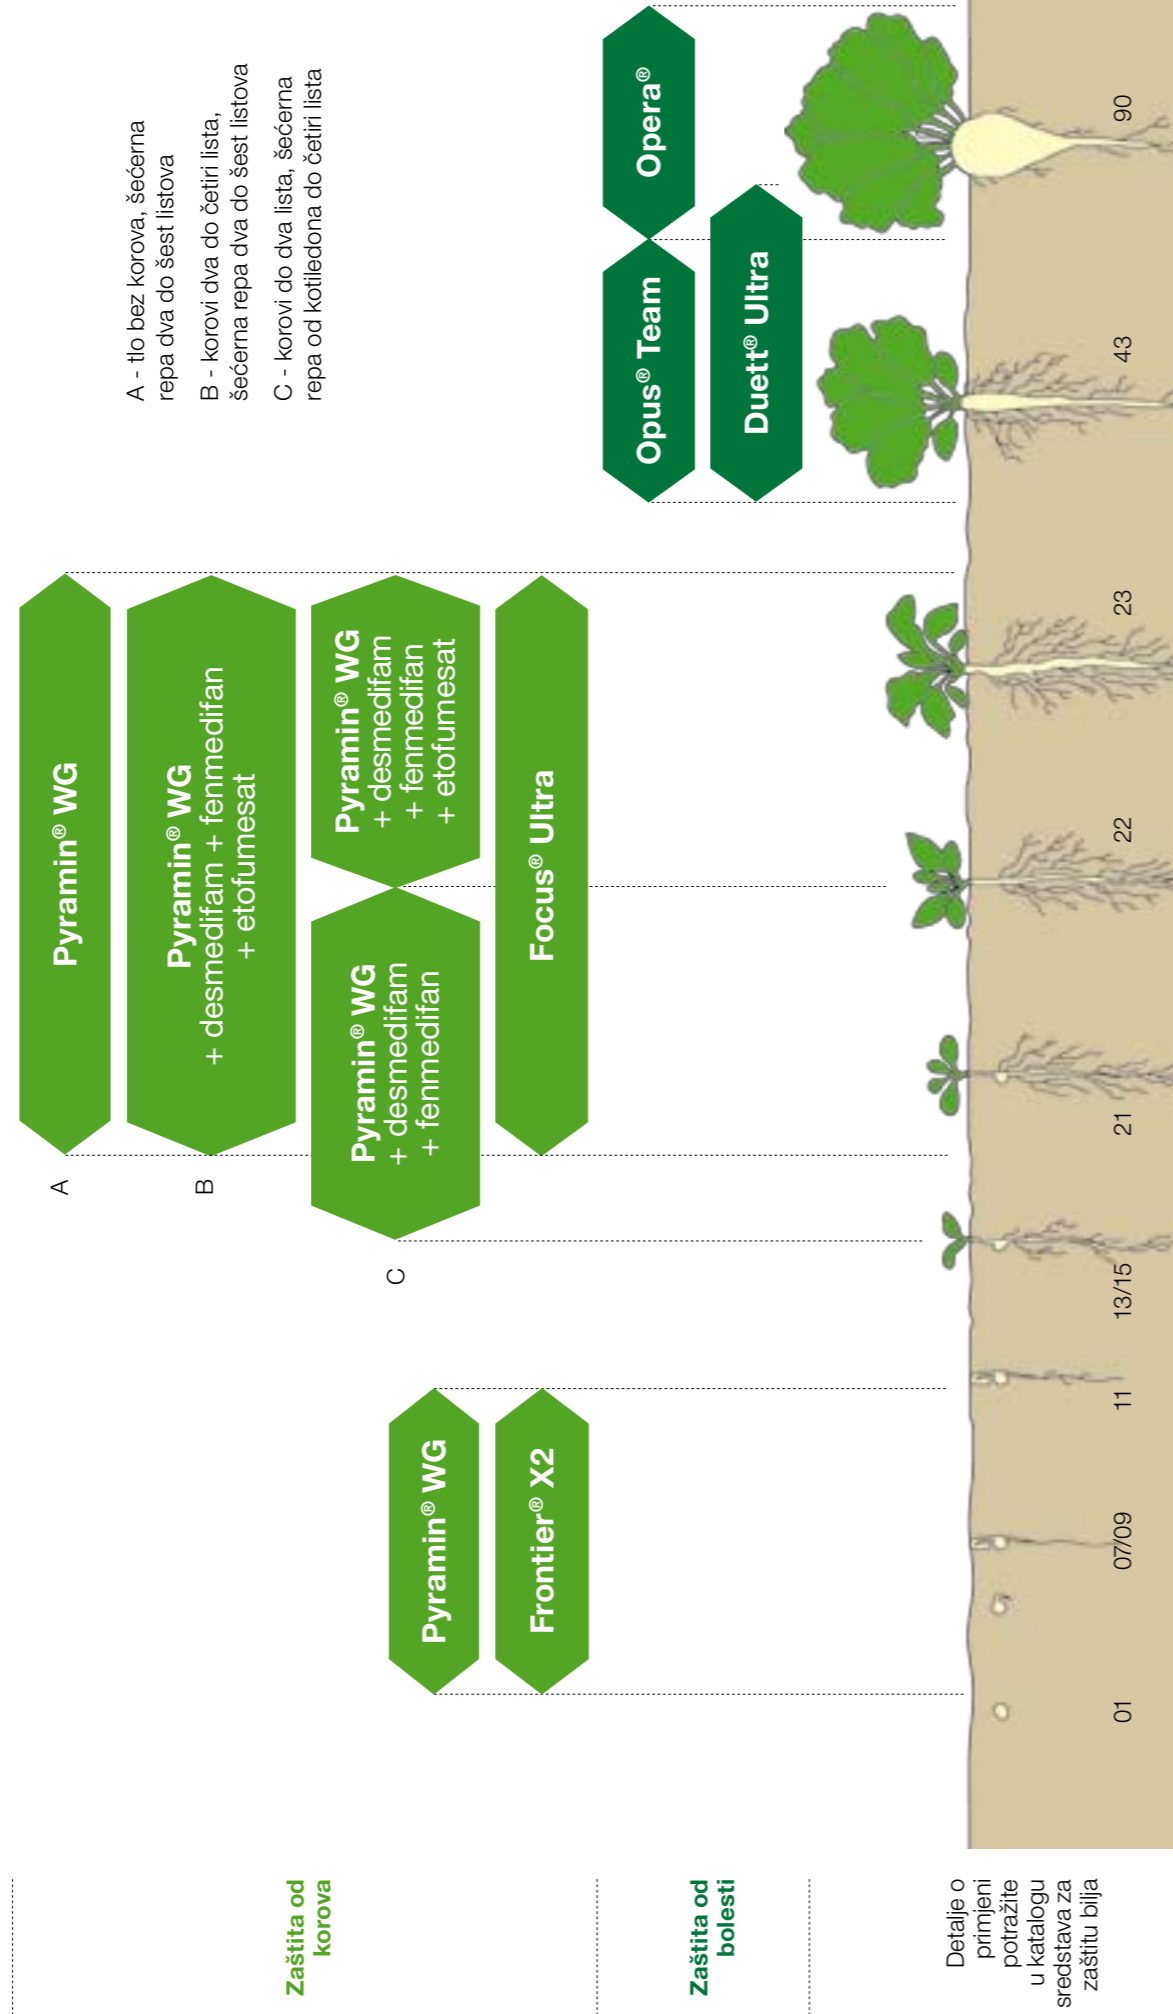 A - tlo bez korova, šećerna
repa dva do šest listova
B - korovi dva do četiri lista,
šećerna repa dva do šest listova
C - korovi do dva lista, šećerna
repa od kotiledona do četiri lista
Zaštita od
korova
A
Pyramin® WG
B
Pyramin® WG
+ desmedifam + fenmedifan
+ etofumesat
C
Pyramin® WG
+ desmedifam
+ fenmedifan
Pyramin® WG
+ desmedifam
+ fenmedifan
+ etofumesat
Pyramin® WG
Frontier® X2
Focus® Ultra
Zaštita od
bolesti
Opus® Team
Opera®
Duett® Ultra
Detalje o
primjeni
potražite
u katalogu
sredstava za
zaštitu bilja
01
07/09
11
13/15
21
22
23
43
90